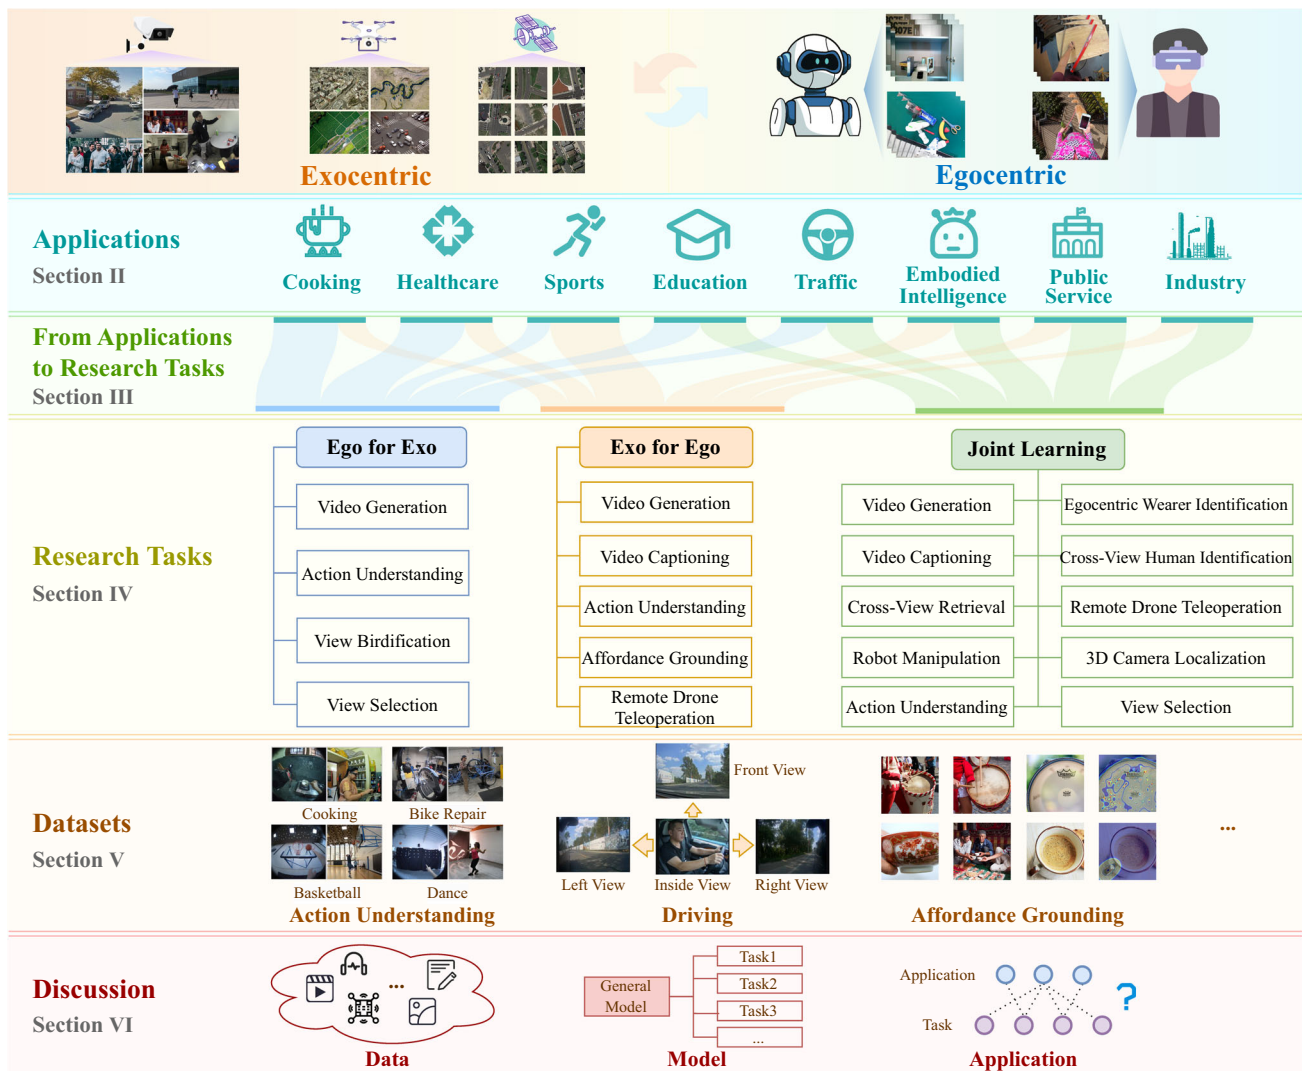 Exocentric
Egocentric
Applications
Section II
Cooking
Healthcare
Sports
Education
Traffic
Embodied
Intelligence
Public
Service
Industry
From Applications
to Research Tasks
Section III
Research Tasks
Section IV
Ego for Exo
Video Generation
Action Understanding
View Birdification
View Selection
Exo for Ego
Video Generation
Video Captioning
Action Understanding
Affordance Grounding
Remote Drone
Teleoperation
Joint Learning
Video Generation
Video Captioning
Cross-View Retrieval
Robot Manipulation
Action Understanding
Egocentric Wearer Identification
Cross-View Human Identification
Remote Drone Teleoperation
3D Camera Localization
View Selection
Datasets
Section V
Cooking
Bike Repair
Basketball
Dance
Action Understanding
Front View
Left View
Inside View
Right View
Driving
Affordance Grounding
...
Discussion
Section VI
...
Data
General
Model
Task1
Task2
Task3
...
Model
Application
Task
?
Application